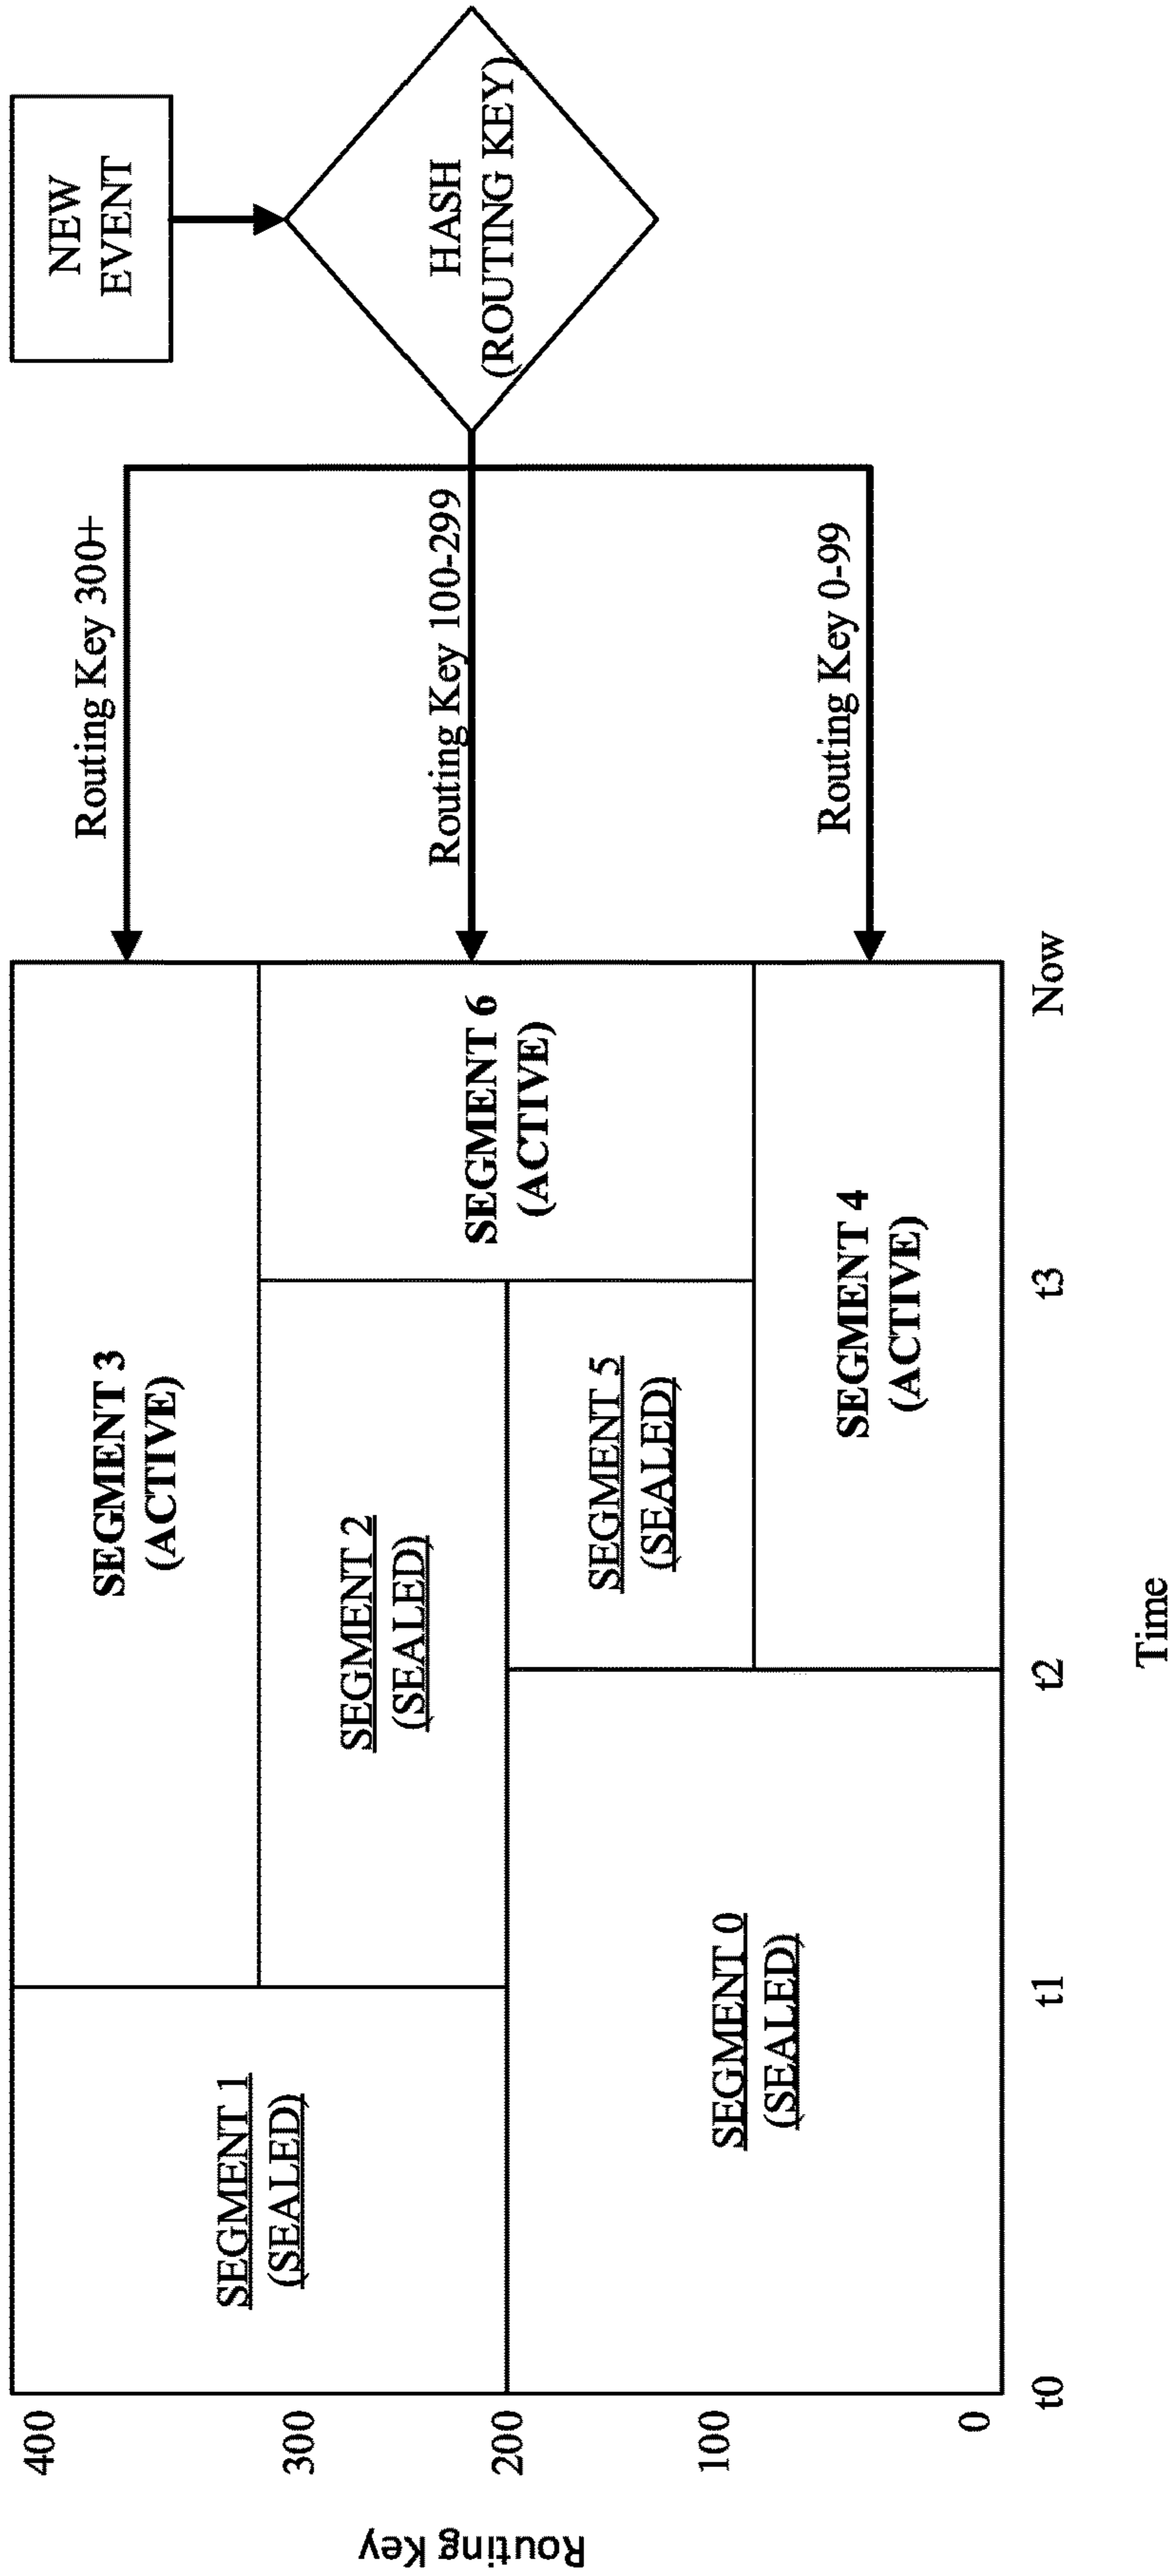 NEW
EVENT
HASH
(ROUTING KEY)
Routing Key 300+
Routing Key 100-299
Routing Key 0-99
SEGMENT 3
(ACTIVE)
SEGMENT 6
(ACTIVE)
SEGMENT 1
(SEALED)
SEGMENT 2
(SEALED)
SEGMENT 5
(SEALED)
SEGMENT 0
(SEALED)
SEGMENT 4
(ACTIVE)
400
300
200
100
0
Routing Key
t0
t1
t2
t3
Now
Time